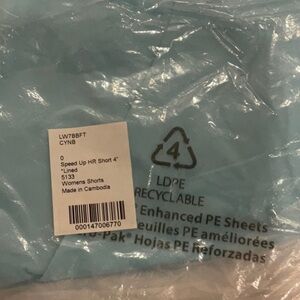 LW7BBFT
CYNB
0
Speed Up HR Short 4"
*Lined
5133
Womens Shorts
Made in Cambodia
000147006770
4
LDPE
RECYCLABLE
Enhanced PE Sheets
euilles PE améliorées
-Pak® Hojas PE Reforzadas